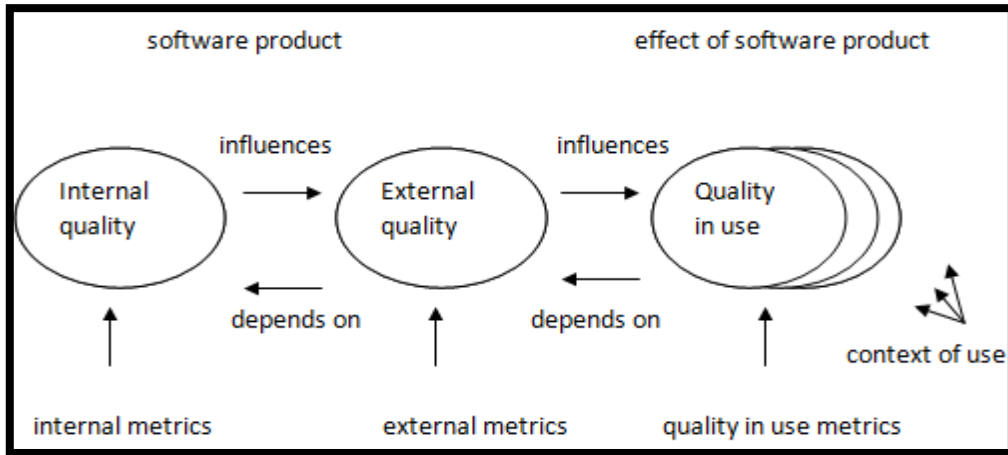 software product
effect of software product
influences
influences
Internal
quality
External
quality
Quality
in use
depends on
depends on
context of use
internal metrics
external metrics
quality in use metrics